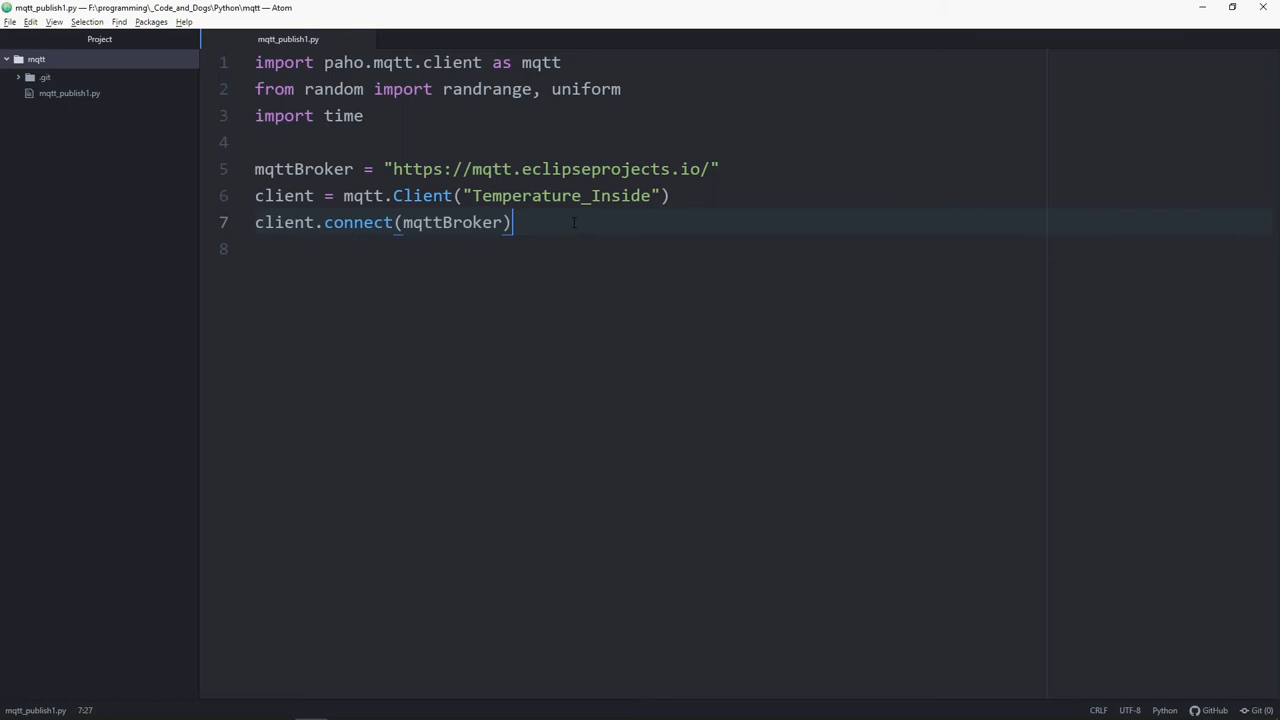 mqtt_publish1.py — F:\programming\_Code_and_Dogs\Python\mqtt — Atom
File Edit View Selection Find Packages Help
Project
mqtt_publish1.py
mqtt
.git
mqtt_publish1.py
1 import paho.mqtt.client as mqtt
2 from random import randrange, uniform
3 import time
4
5 mqttBroker = "https://mqtt.eclipseprojects.io/"
6 client = mqtt.Client("Temperature_Inside")
7 client.connect(mqttBroker)
8
mqtt_publish1.py 7:27 CRLF UTF-8 Python GitHub Git (0)